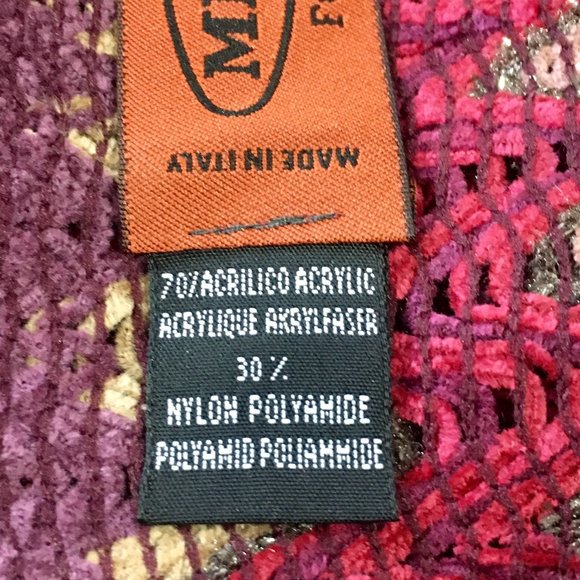 MADE IN ITALY
70%ACRILICO ACRYLIC
ACRYLIQUE AKRYLFASER
30 %
NYLON POLYAMIDE
POLYAMID POLIAMMIDE